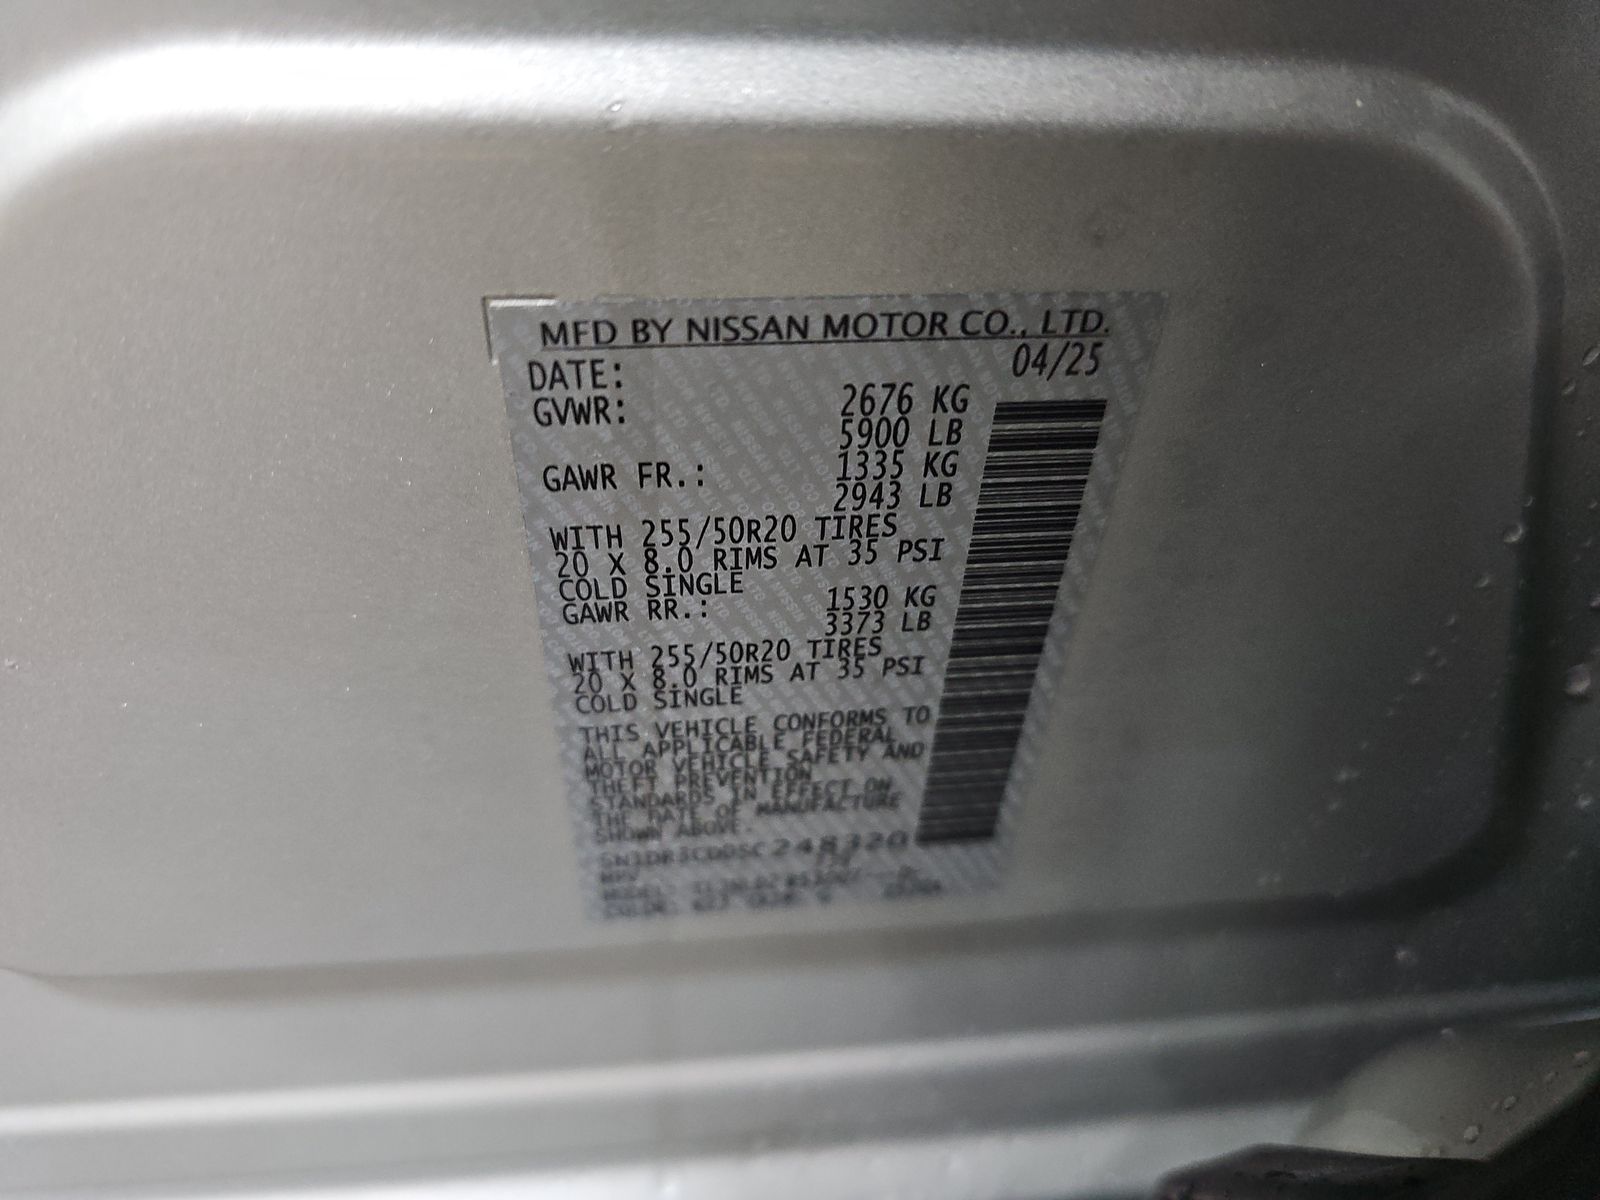 MFD BY NISSAN MOTOR CO., LTD.
DATE: 04/25
GVWR: 2676 KG
5900 LB
GAWR FR.: 1335 KG
2943 LB
WITH 255/50R20 TIRES
20 X 8.0 RIMS AT 35 PSI
COLD SINGLE
GAWR RR.: 1530 KG
3373 LB
WITH 255/50R20 TIRES
20 X 8.0 RIMS AT 35 PSI
COLD SINGLE
THIS VEHICLE CONFORMS TO
ALL APPLICABLE FEDERAL
MOTOR VEHICLE SAFETY AND
THEFT PREVENTION
STANDARDS IN EFFECT ON
THE DATE OF MANUFACTURE
SHOWN ABOVE.
MPV
MODEL: